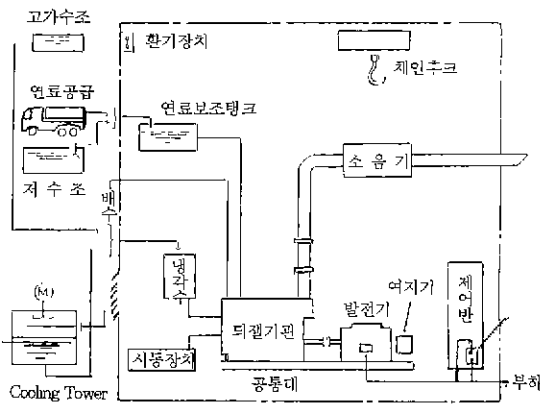 고가수조
환기장치
체인후크
연료공급
연료보조탱크
소음기
저수조
배수
냉각수
(M)
디젤기관
발전기
여자기
제어반
시동장치
공통대
부하
Cooling Tower